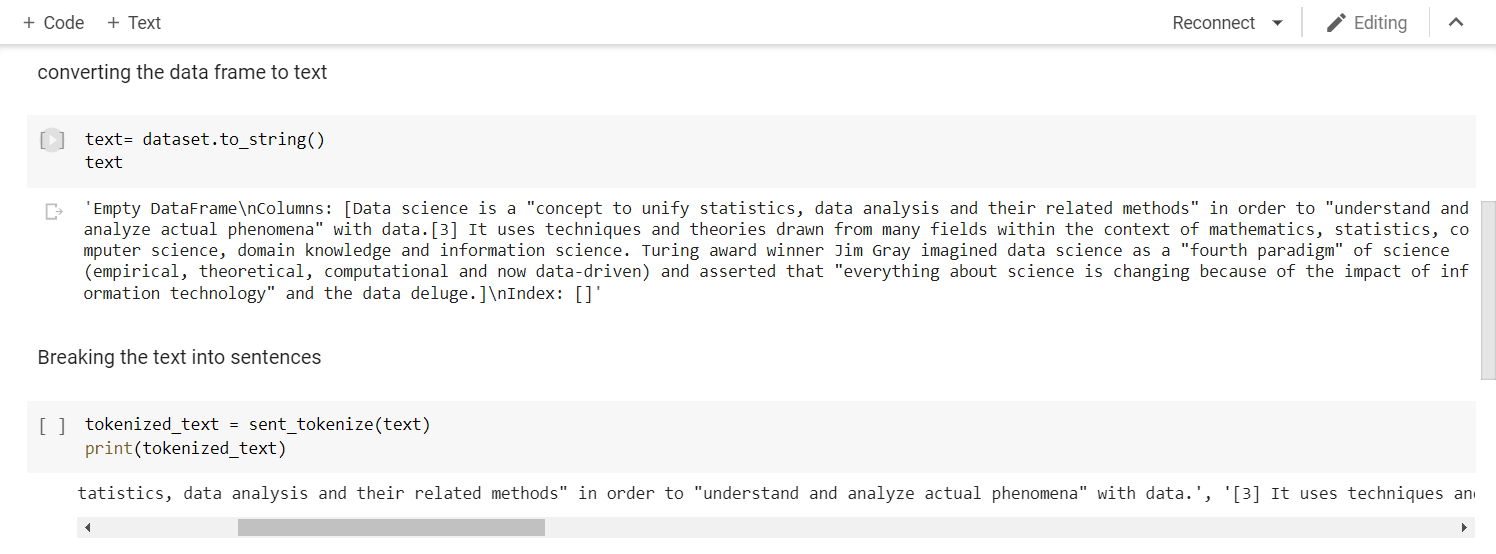 + Code + Text Reconnect Editing
converting the data frame to text
[ ] text= dataset.to_string()
text
'Empty DataFrame\nColumns: [Data science is a "concept to unify statistics, data analysis and their related methods" in order to "understand and
analyze actual phenomena" with data.[3] It uses techniques and theories drawn from many fields within the context of mathematics, statistics, co
mputer science, domain knowledge and information science. Turing award winner Jim Gray imagined data science as a "fourth paradigm" of science
(empirical, theoretical, computational and now data-driven) and asserted that "everything about science is changing because of the impact of inf
ormation technology" and the data deluge.]\nIndex: []'
Breaking the text into sentences
[ ] tokenized_text = sent_tokenize(text)
print(tokenized_text)
tatistics, data analysis and their related methods" in order to "understand and analyze actual phenomena" with data.', '[3] It uses techniques an